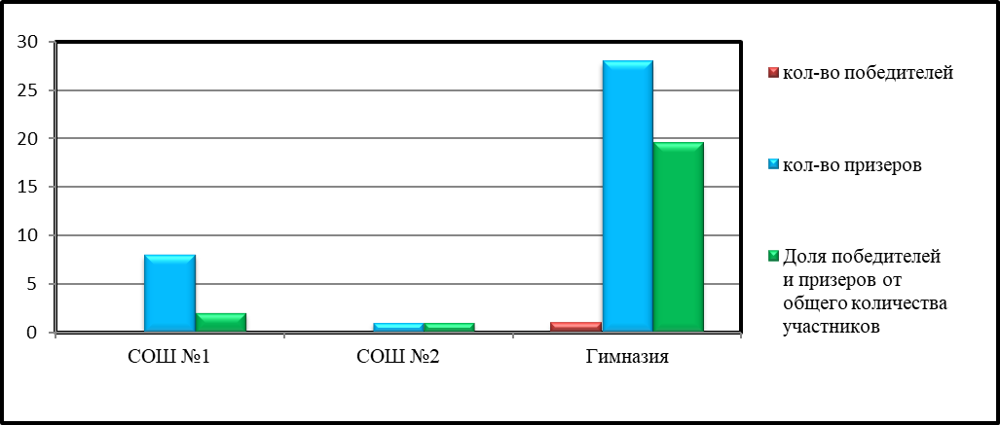 30
25
20
15
10
5
0
СОШ №1
СОШ №2
Гимназия
кол-во победителей
кол-во призеров
Доля победителей
и призеров от
общего количества
участников